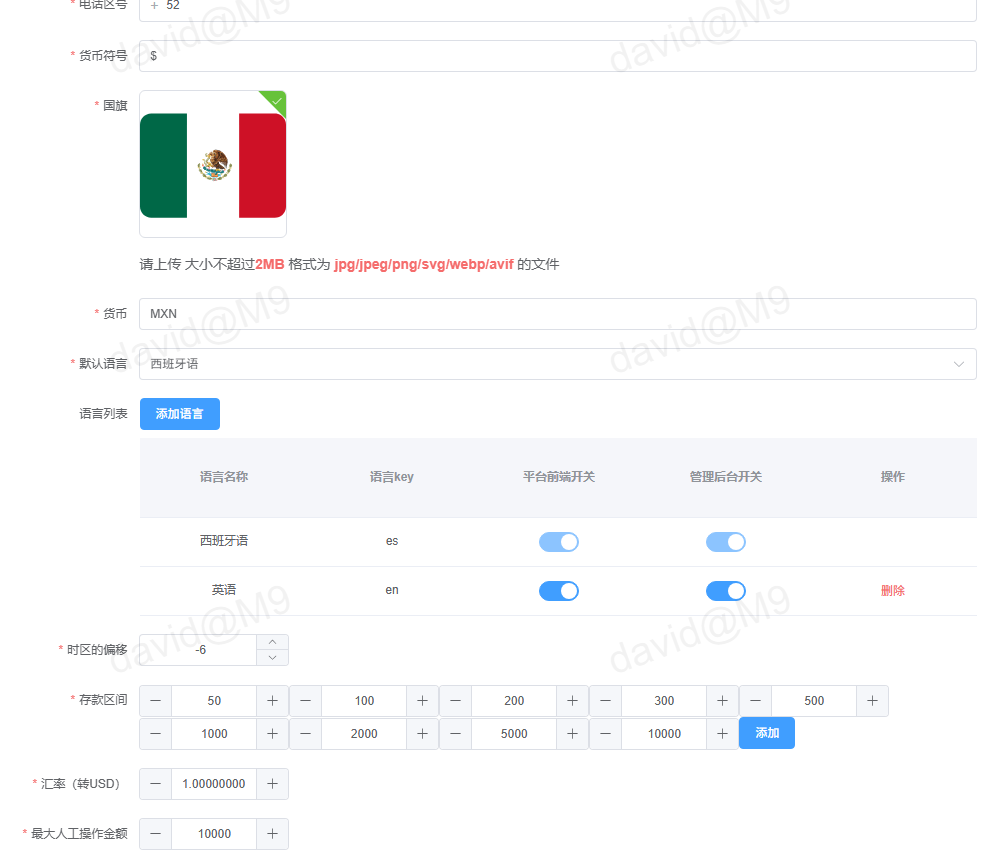 * 电话区号 + 52
* 货币符号 $
* 国旗
请上传 大小不超过2MB 格式为 jpg/jpeg/png/svg/webp/avif 的文件
* 货币 MXN
* 默认语言 西班牙语
语言列表 添加语言
语言名称 语言key 平台前端开关 管理后台开关 操作
西班牙语 es
英语 en 删除
* 时区的偏移 -6
* 存款区间 50 100 200 300 500
1000 2000 5000 10000 添加
* 汇率（转USD） 1.00000000
* 最大人工操作金额 10000
david@M9
david@M9
david@M9
david@M9
david@M9
david@M9